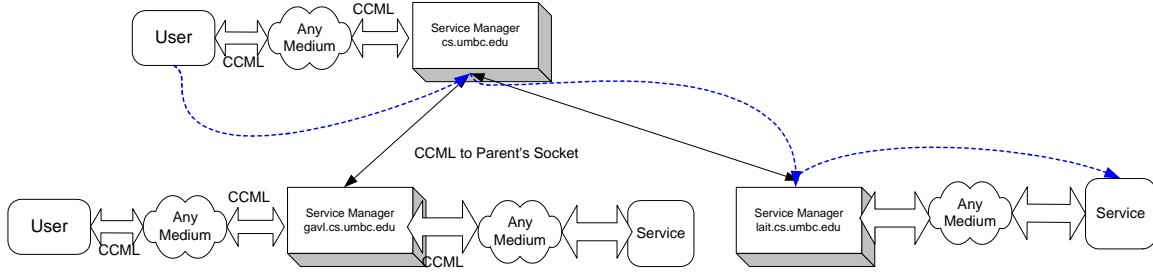 CCML
User
Any
Medium
CCML
Service Manager
cs.umbc.edu
CCML to Parent's Socket
User
Any
Medium
CCML
CCML
Service Manager
gavl.cs.umbc.edu
Any
Medium
CCML
Service
Service Manager
lait.cs.umbc.edu
Any
Medium
Service